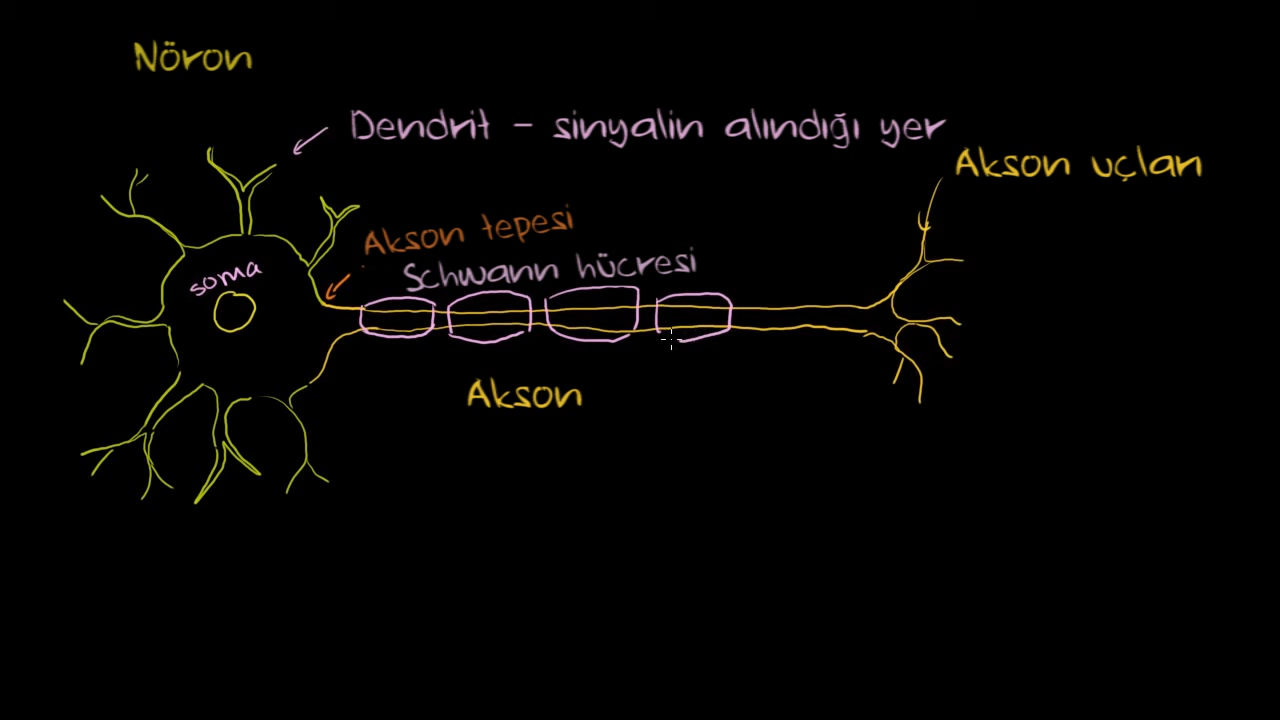 Nöron
Dendrit - sinyalin alındığı yer
Akson uçları
Akson tepesi
Schwann hücresi
soma
Akson